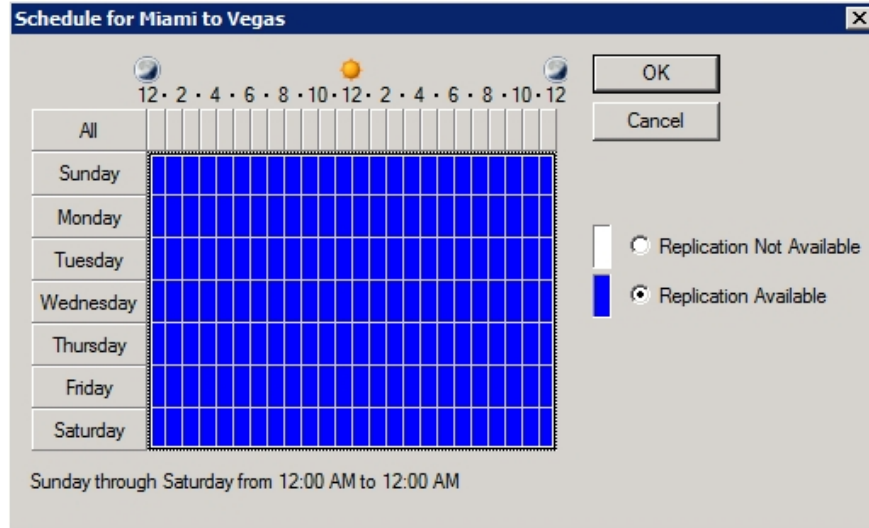 Schedule for Miami to Vegas
12 · 2 · 4 · 6 · 8 · 10 · 12 · 2 · 4 · 6 · 8 · 10 · 12
OK
Cancel
All
Sunday
Monday
Tuesday
Wednesday
Thursday
Friday
Saturday
Replication Not Available
Replication Available
Sunday through Saturday from 12:00 AM to 12:00 AM